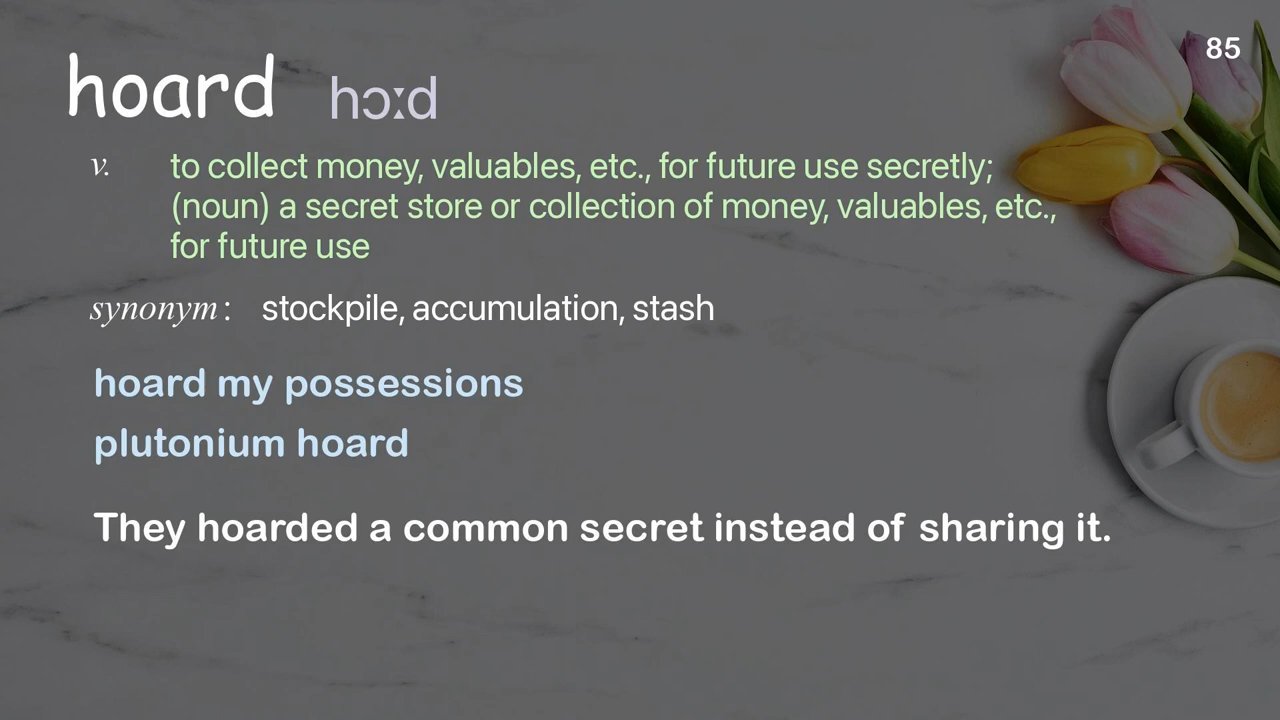 85
hoard hɔːd
v. to collect money, valuables, etc., for future use secretly;
(noun) a secret store or collection of money, valuables, etc.,
for future use
synonym : stockpile, accumulation, stash
hoard my possessions
plutonium hoard
They hoarded a common secret instead of sharing it.